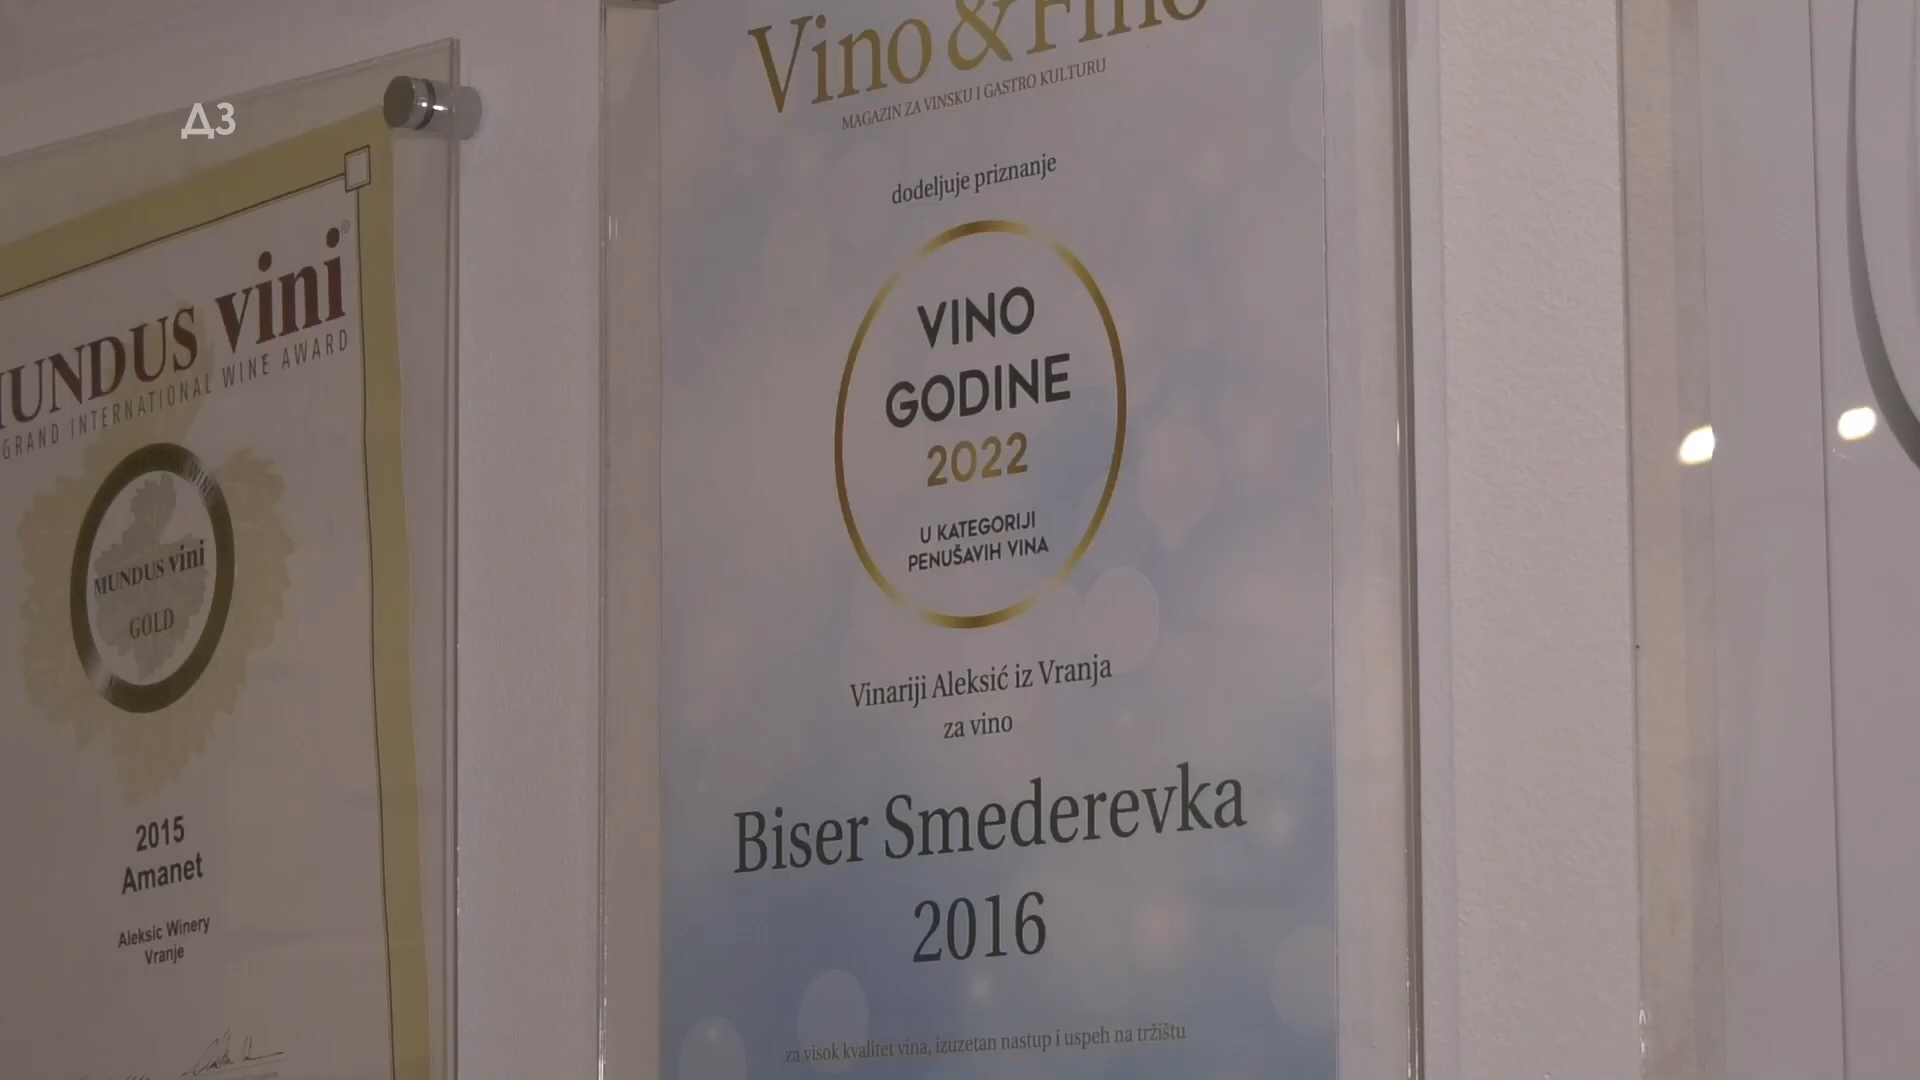 ДЗ
MUNDUS vini
GRAND INTERNATIONAL WINE AWARD
MUNDUS vini
GOLD
2015
Amanet
Aleksic Winery
Vranje
Vino & Fino
MAGAZIN ZA VINSKU I GASTRO KULTURU
dodeljuje priznanje
VINO
GODINE
2022
U KATEGORIJI
PENUŠAVIH VINA
Vinariji Aleksić iz Vranja
za vino
Biser Smederevka
2016
za visok kvalitet vina, izuzetan nastup i uspeh na tržištu